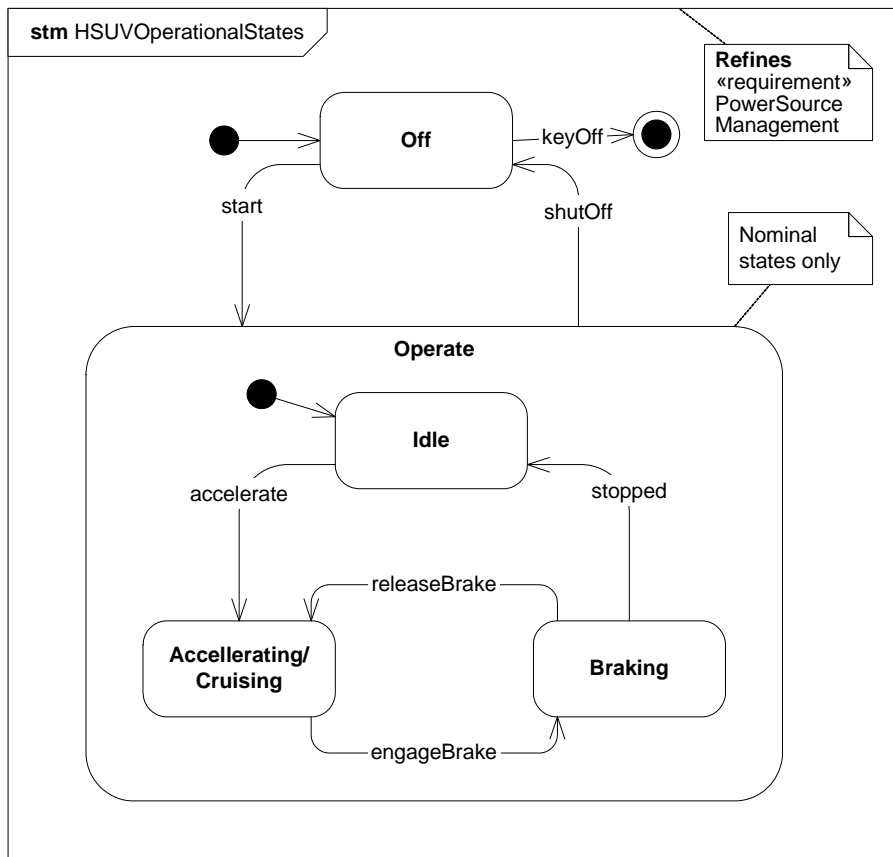 stm HSUVOperationalStates
Refines
«requirement»
PowerSource
Management
Off
keyOff
start
shutOff
Nominal
states only
Operate
Idle
accelerate
stopped
releaseBrake
Accellerating/
Cruising
Braking
engageBrake